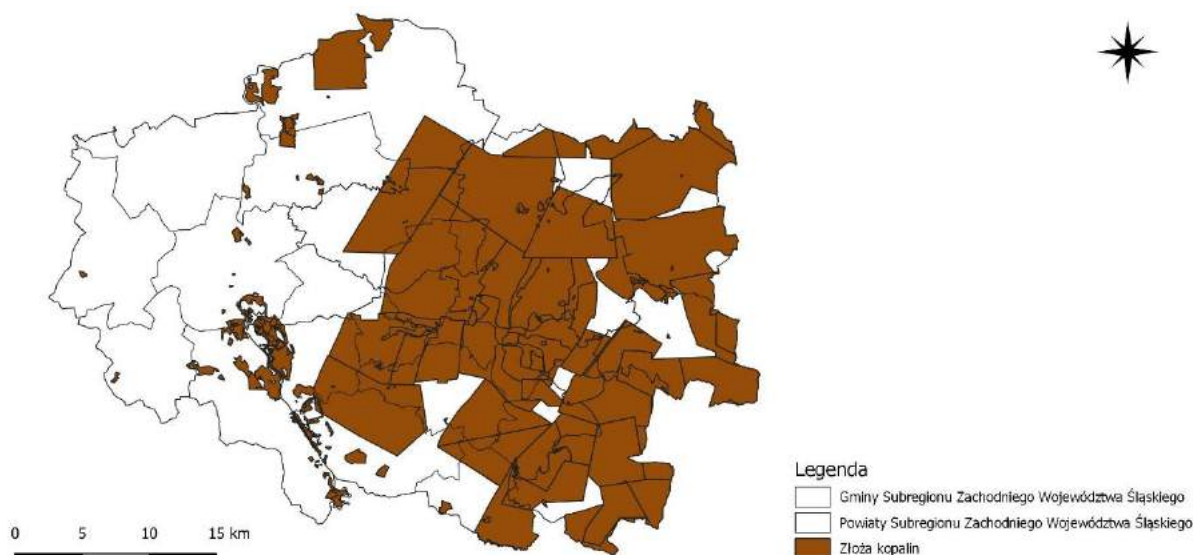 Legenda
Gminy Subregionu Zachodniego Województwa Śląskiego
Powiaty Subregionu Zachodniego Województwa Śląskiego
Złoża kopalin
0 5 10 15 km